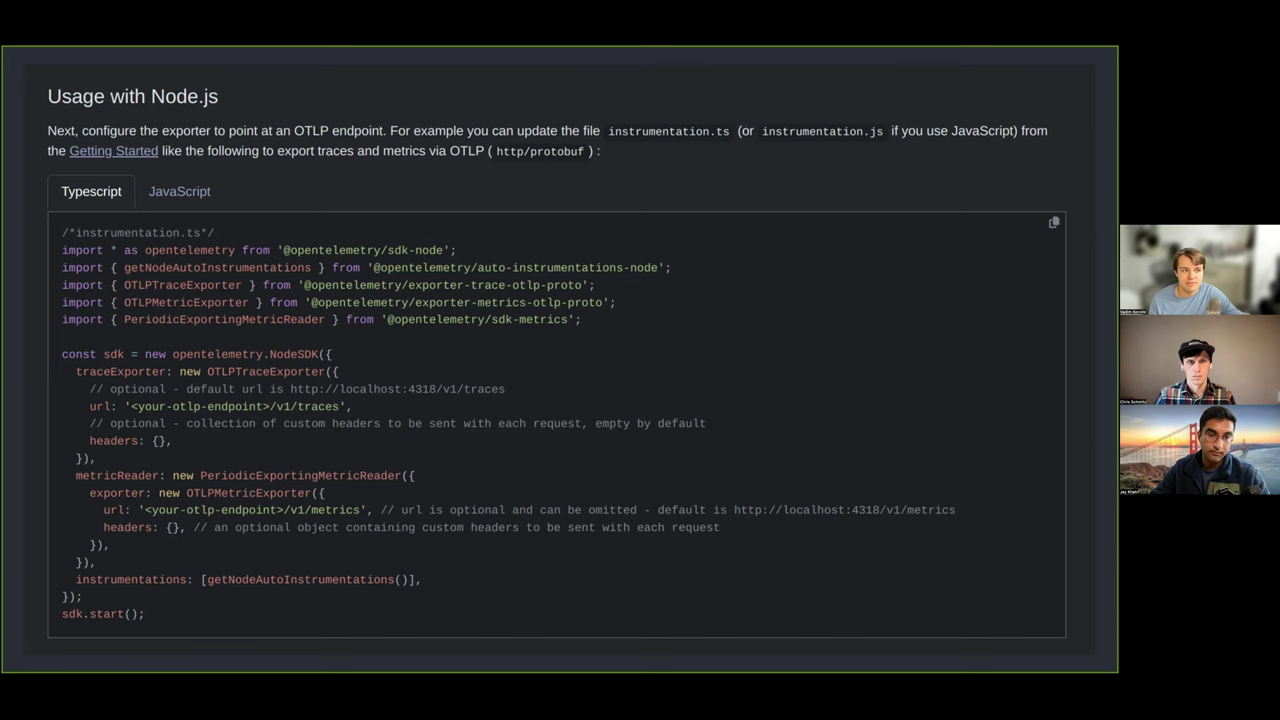 Usage with Node.js
Next, configure the exporter to point at an OTLP endpoint. For example you can update the file instrumentation.ts (or instrumentation.js if you use JavaScript) from
the Getting Started like the following to export traces and metrics via OTLP ( http/protobuf ) :
Typescript JavaScript
/*instrumentation.ts*/
import * as opentelemetry from '@opentelemetry/sdk-node';
import { getNodeAutoInstrumentations } from '@opentelemetry/auto-instrumentations-node';
import { OTLPTraceExporter } from '@opentelemetry/exporter-trace-otlp-proto';
import { OTLPMetricExporter } from '@opentelemetry/exporter-metrics-otlp-proto';
import { PeriodicExportingMetricReader } from '@opentelemetry/sdk-metrics';
const sdk = new opentelemetry.NodeSDK({
traceExporter: new OTLPTraceExporter({
// optional - default url is http://localhost:4318/v1/traces
url: '<your-otlp-endpoint>/v1/traces',
// optional - collection of custom headers to be sent with each request, empty by default
headers: {},
}),
metricReader: new PeriodicExportingMetricReader({
exporter: new OTLPMetricExporter({
url: '<your-otlp-endpoint>/v1/metrics', // url is optional and can be omitted - default is http://localhost:4318/v1/metrics
headers: {}, // an optional object containing custom headers to be sent with each request
}),
}),
instrumentations: [getNodeAutoInstrumentations()],
});
sdk.start();
Chris Schmitz